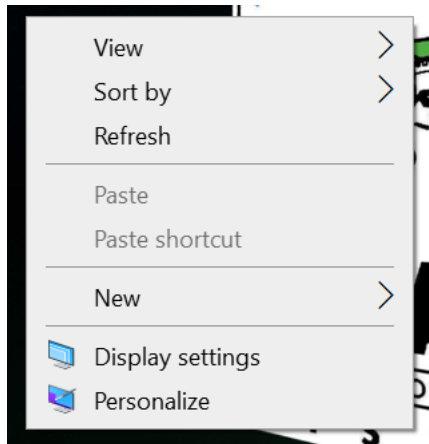 View
Sort by
Refresh
Paste
Paste shortcut
New
Display settings
Personalize